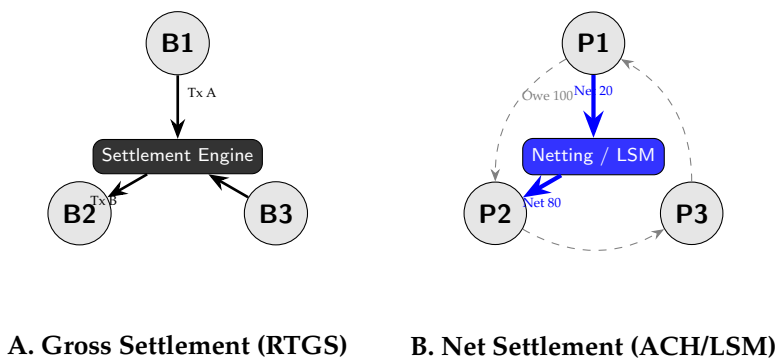 B1
P1
Tx A
Owe 100
Net 20
Settlement Engine
Netting / LSM
B2
Tx B
B3
P2
Net 80
P3
A. Gross Settlement (RTGS)
B. Net Settlement (ACH/LSM)